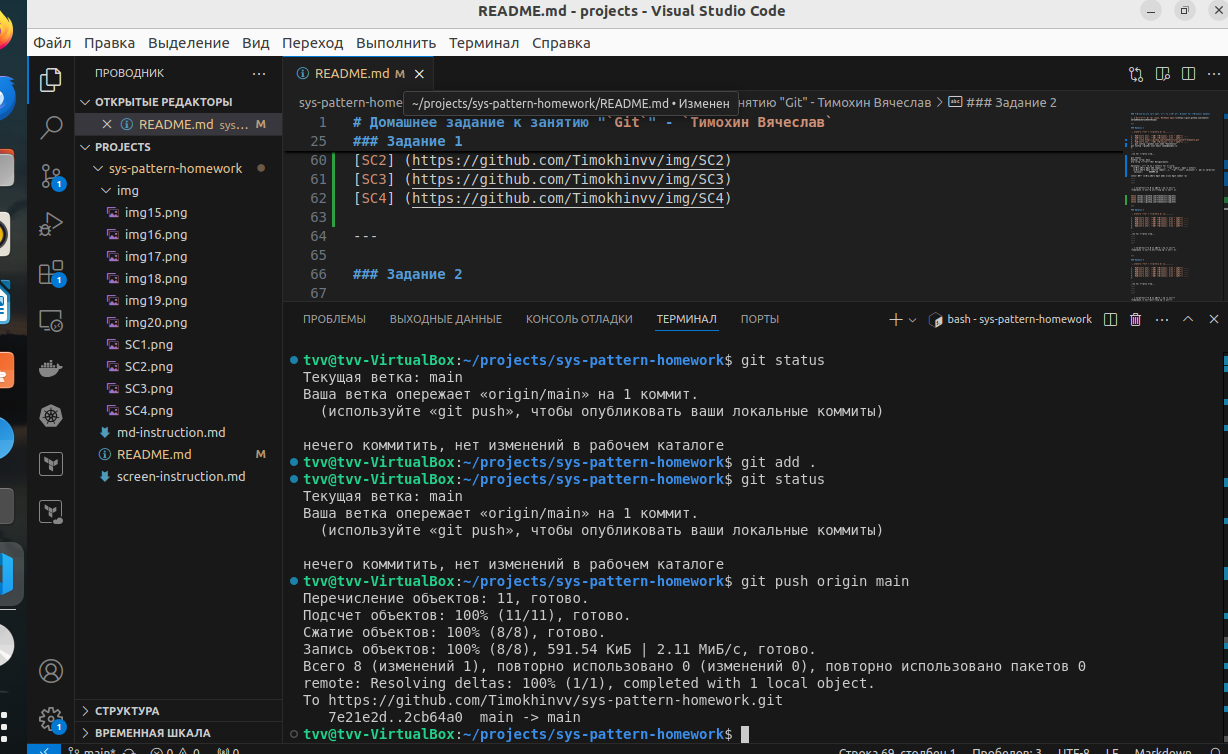 README.md - projects - Visual Studio Code
Файл Правка Выделение Вид Переход Выполнить Терминал Справка
ПРОВОДНИК
ОТКРЫТЫЕ РЕДАКТОРЫ
README.md sys... M
PROJECTS
sys-pattern-homework
img
img15.png
img16.png
img17.png
img18.png
img19.png
img20.png
SC1.png
SC2.png
SC3.png
SC4.png
md-instruction.md
README.md M
screen-instruction.md
СТРУКТУРА
ВРЕМЕННАЯ ШКАЛА
1
1
1
README.md M
sys-pattern-home
~/projects/sys-pattern-homework/README.md • Изменен
нятию "Git" - Тимохин Вячеслав > ### Задание 2
1 # Домашнее задание к занятию "`Git`" - `Тимохин Вячеслав`
25 ### Задание 1
60 [SC2] (https://github.com/Timokhinvv/img/SC2)
61 [SC3] (https://github.com/Timokhinvv/img/SC3)
62 [SC4] (https://github.com/Timokhinvv/img/SC4)
63
64 ---
65
66 ### Задание 2
67
ПРОБЛЕМЫ ВЫХОДНЫЕ ДАННЫЕ КОНСОЛЬ ОТЛАДКИ ТЕРМИНАЛ ПОРТЫ
bash - sys-pattern-homework
tvv@tvv-VirtualBox:~/projects/sys-pattern-homework$ git status
Текущая ветка: main
Ваша ветка опережает «origin/main» на 1 коммит.
(используйте «git push», чтобы опубликовать ваши локальные коммиты)
нечего коммитить, нет изменений в рабочем каталоге
tvv@tvv-VirtualBox:~/projects/sys-pattern-homework$ git add .
tvv@tvv-VirtualBox:~/projects/sys-pattern-homework$ git status
Текущая ветка: main
Ваша ветка опережает «origin/main» на 1 коммит.
(используйте «git push», чтобы опубликовать ваши локальные коммиты)
нечего коммитить, нет изменений в рабочем каталоге
tvv@tvv-VirtualBox:~/projects/sys-pattern-homework$ git push origin main
Перечисление объектов: 11, готово.
Подсчет объектов: 100% (11/11), готово.
Сжатие объектов: 100% (8/8), готово.
Запись объектов: 100% (8/8), 591.54 КиБ | 2.11 МиБ/с, готово.
Всего 8 (изменений 1), повторно использовано 0 (изменений 0), повторно использовано пакетов 0
remote: Resolving deltas: 100% (1/1), completed with 1 local object.
To https://github.com/Timokhinvv/sys-pattern-homework.git
7e21e2d..2cb64a0 main -> main
tvv@tvv-VirtualBox:~/projects/sys-pattern-homework$
main* 0 0 0 Строка 69, столбец 1 Пробелов: 3 UTF-8 LF Markdown